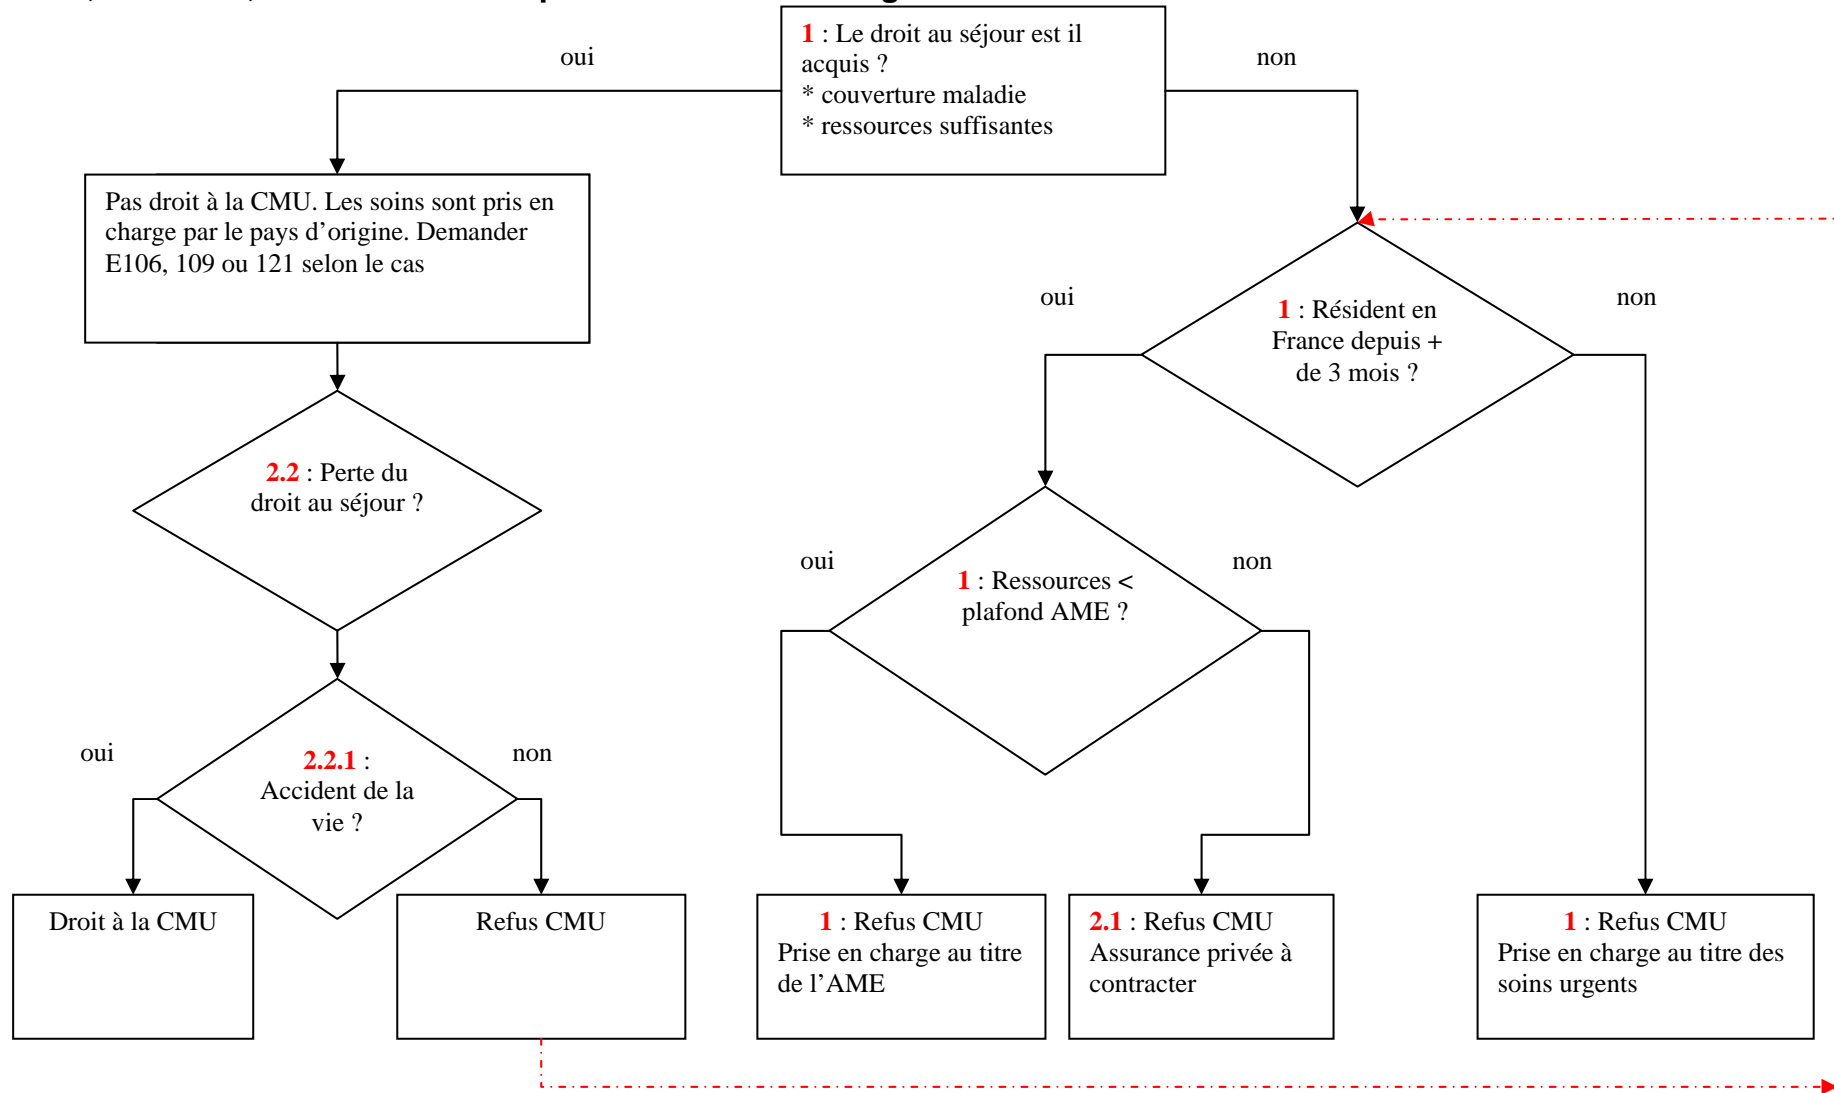 1 : Le droit au séjour est il
acquis ?
* couverture maladie
* ressources suffisantes
oui
non
Pas droit à la CMU. Les soins sont pris en
charge par le pays d’origine. Demander
E106, 109 ou 121 selon le cas
oui
1 : Résident en
France depuis +
de 3 mois ?
non
2.2 : Perte du
droit au séjour ?
oui
1 : Ressources <
plafond AME ?
non
oui
2.2.1 :
Accident de la
vie ?
non
Droit à la CMU
Refus CMU
1 : Refus CMU
Prise en charge au titre
de l’AME
2.1 : Refus CMU
Assurance privée à
contracter
1 : Refus CMU
Prise en charge au titre des
soins urgents